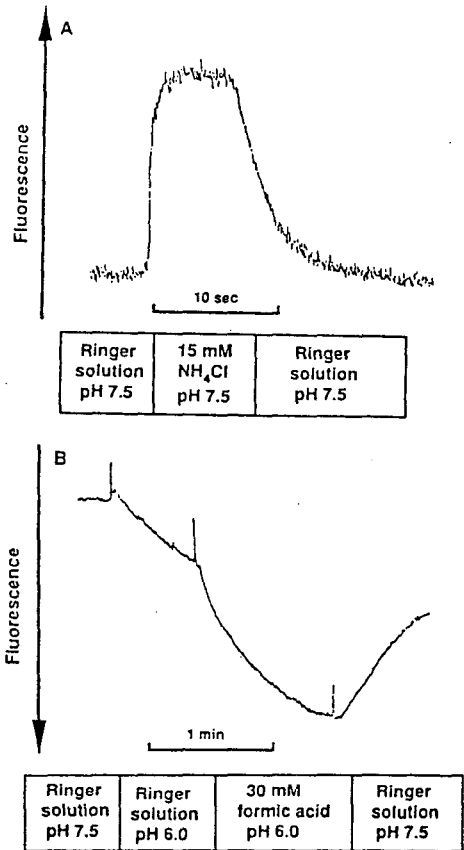 A
Fluorescence
10 sec
Ringer solution pH 7.5
15 mM NH₄Cl pH 7.5
Ringer solution pH 7.5
B
Fluorescence
1 min
Ringer solution pH 7.5
Ringer solution pH 6.0
30 mM formic acid pH 6.0
Ringer solution pH 7.5